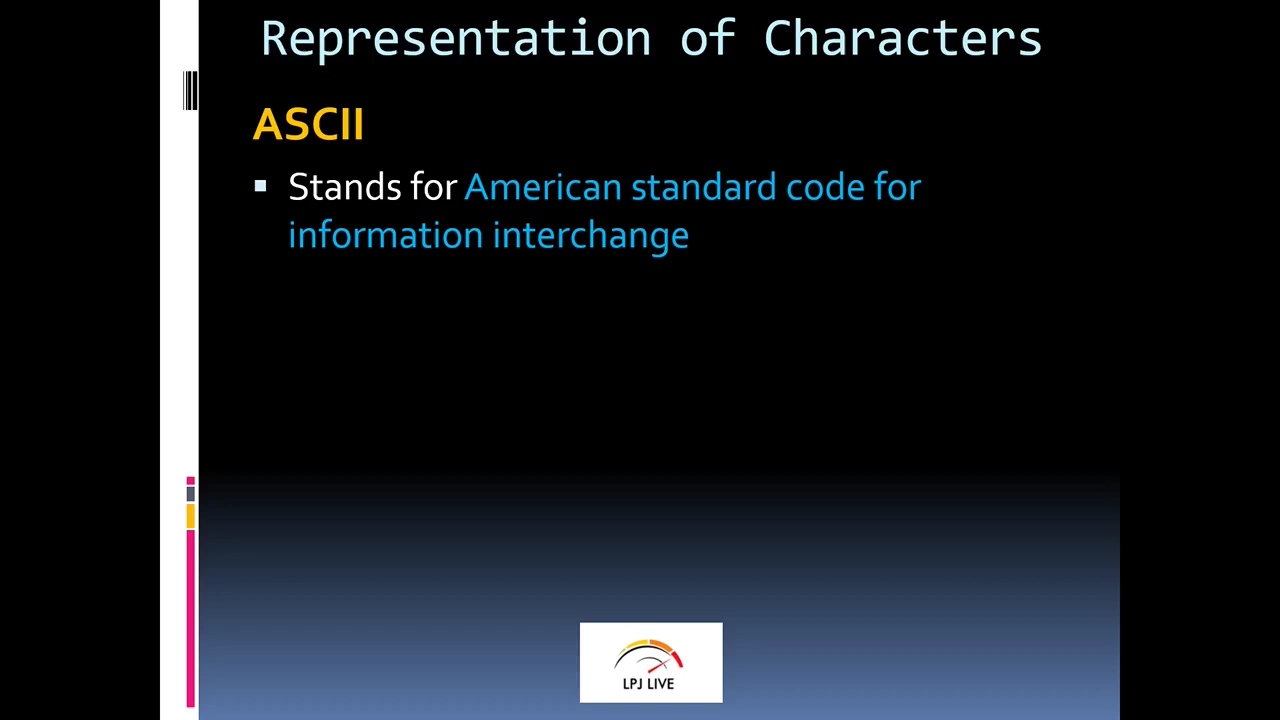 Representation of Characters
ASCII
Stands for American standard code for
information interchange
LPJ LIVE